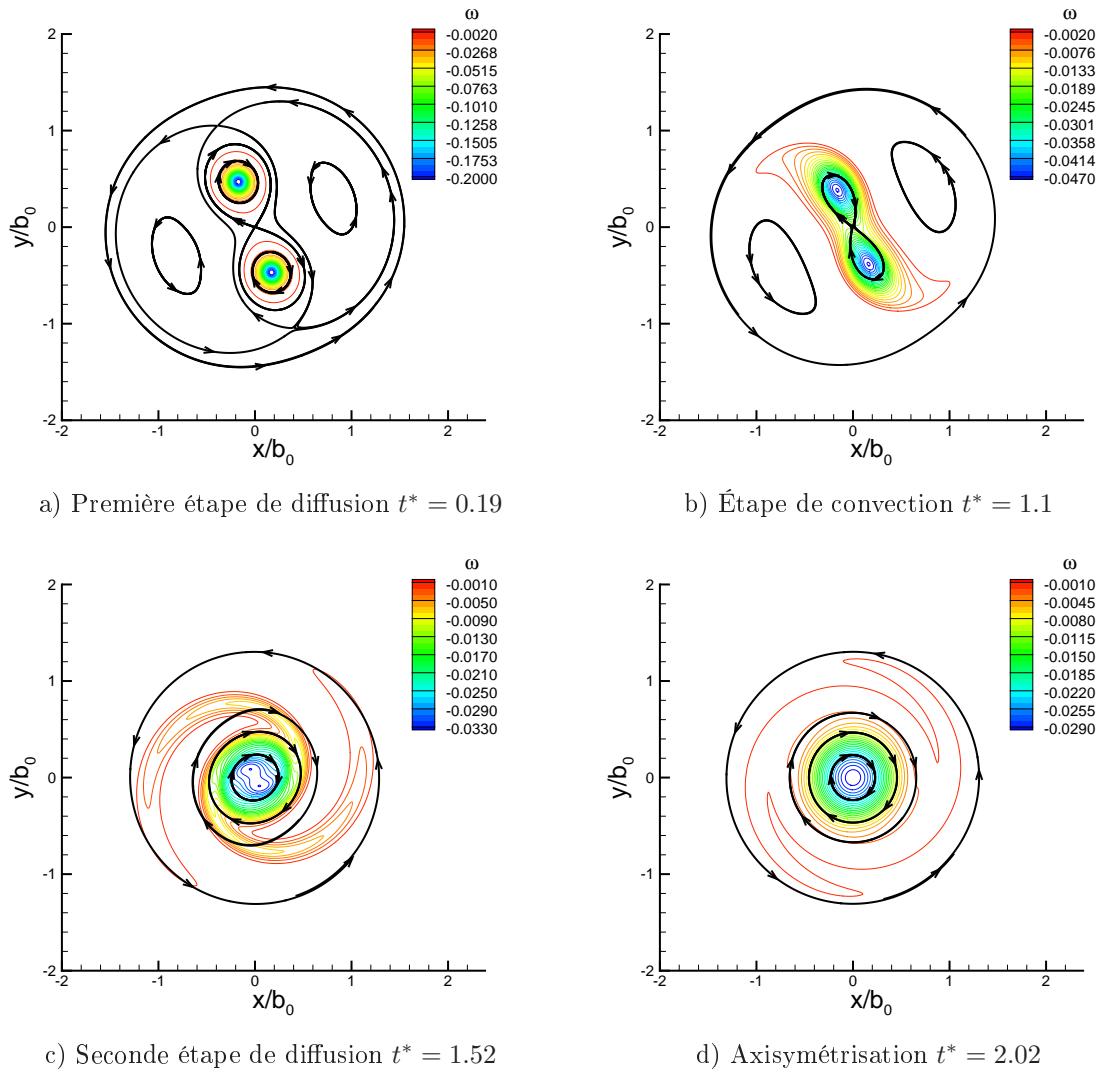 ω
-0.0020
-0.0268
-0.0515
-0.0763
-0.1010
-0.1258
-0.1505
-0.1753
-0.2000
2
1
0
-1
-2
y/b0
-2 -1 0 1 2
x/b0
a) Première étape de diffusion t* = 0.19
ω
-0.0020
-0.0076
-0.0133
-0.0189
-0.0245
-0.0301
-0.0358
-0.0414
-0.0470
2
1
0
-1
-2
y/b0
-2 -1 0 1 2
x/b0
b) Étape de convection t* = 1.1
ω
-0.0010
-0.0050
-0.0090
-0.0130
-0.0170
-0.0210
-0.0250
-0.0290
-0.0330
2
1
0
-1
-2
y/b0
-2 -1 0 1 2
x/b0
c) Seconde étape de diffusion t* = 1.52
ω
-0.0010
-0.0045
-0.0080
-0.0115
-0.0150
-0.0185
-0.0220
-0.0255
-0.0290
2
1
0
-1
-2
y/b0
-2 -1 0 1 2
x/b0
d) Axisymétrisation t* = 2.02